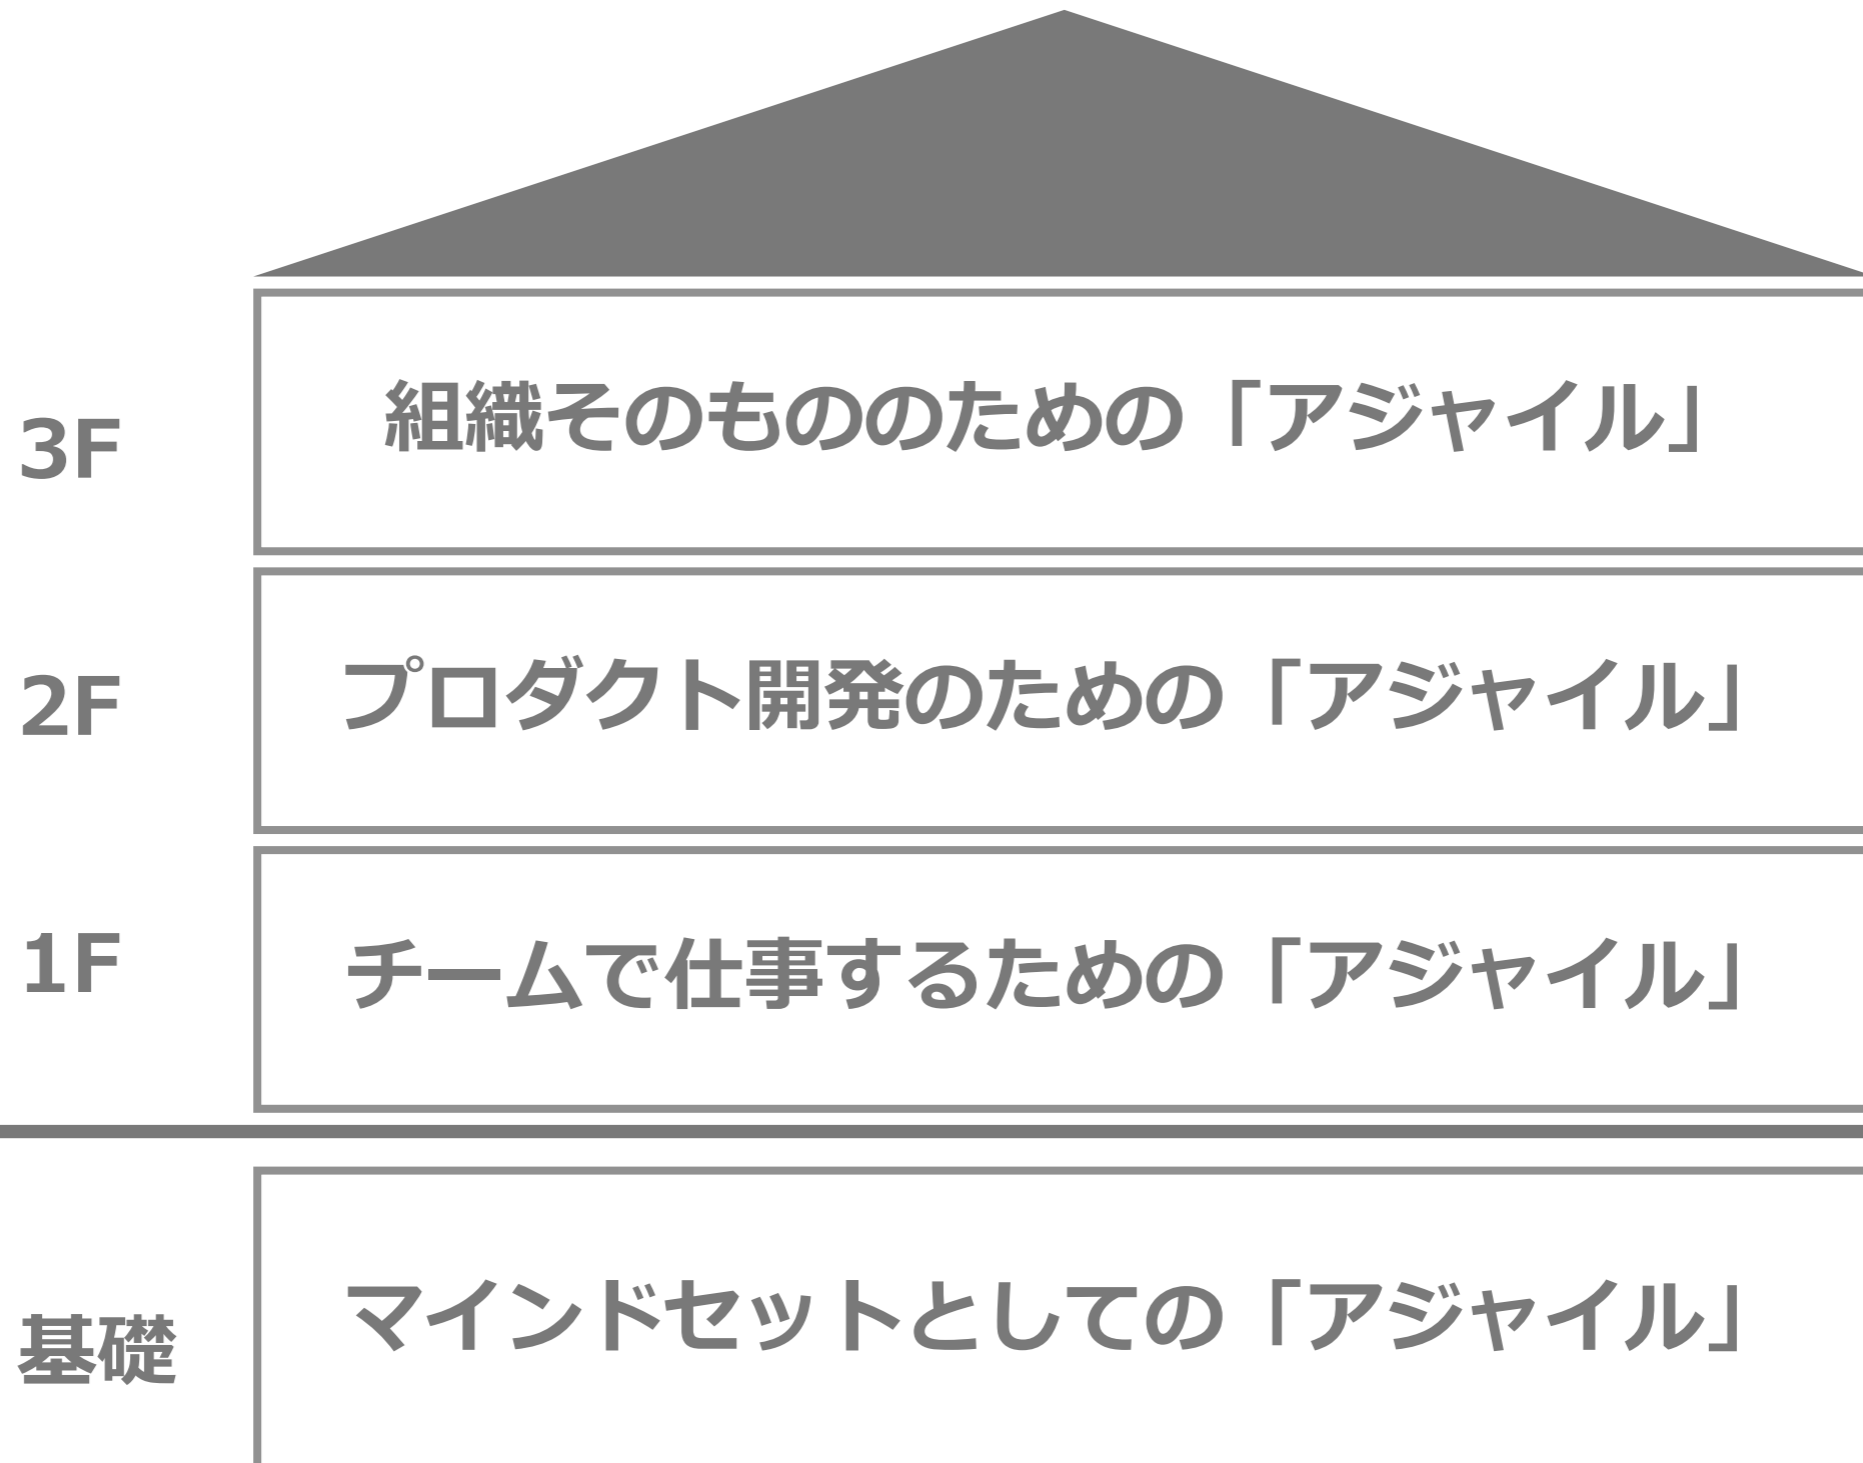 3F
組織そのもののための「アジャイル」
2F
プロダクト開発のための「アジャイル」
1F
チームで仕事するための「アジャイル」
基礎
マインドセットとしての「アジャイル」